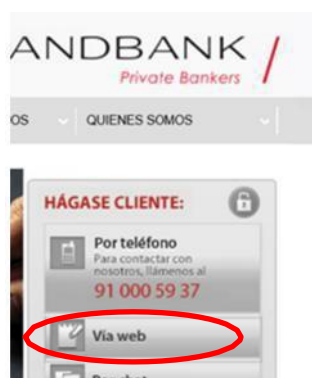 ANDBANK
Private Bankers
OS
QUIENES SOMOS
HÁGASE CLIENTE:
Por teléfono
Para contactar con
nosotros, llámenos al
91 000 59 37
Vía web